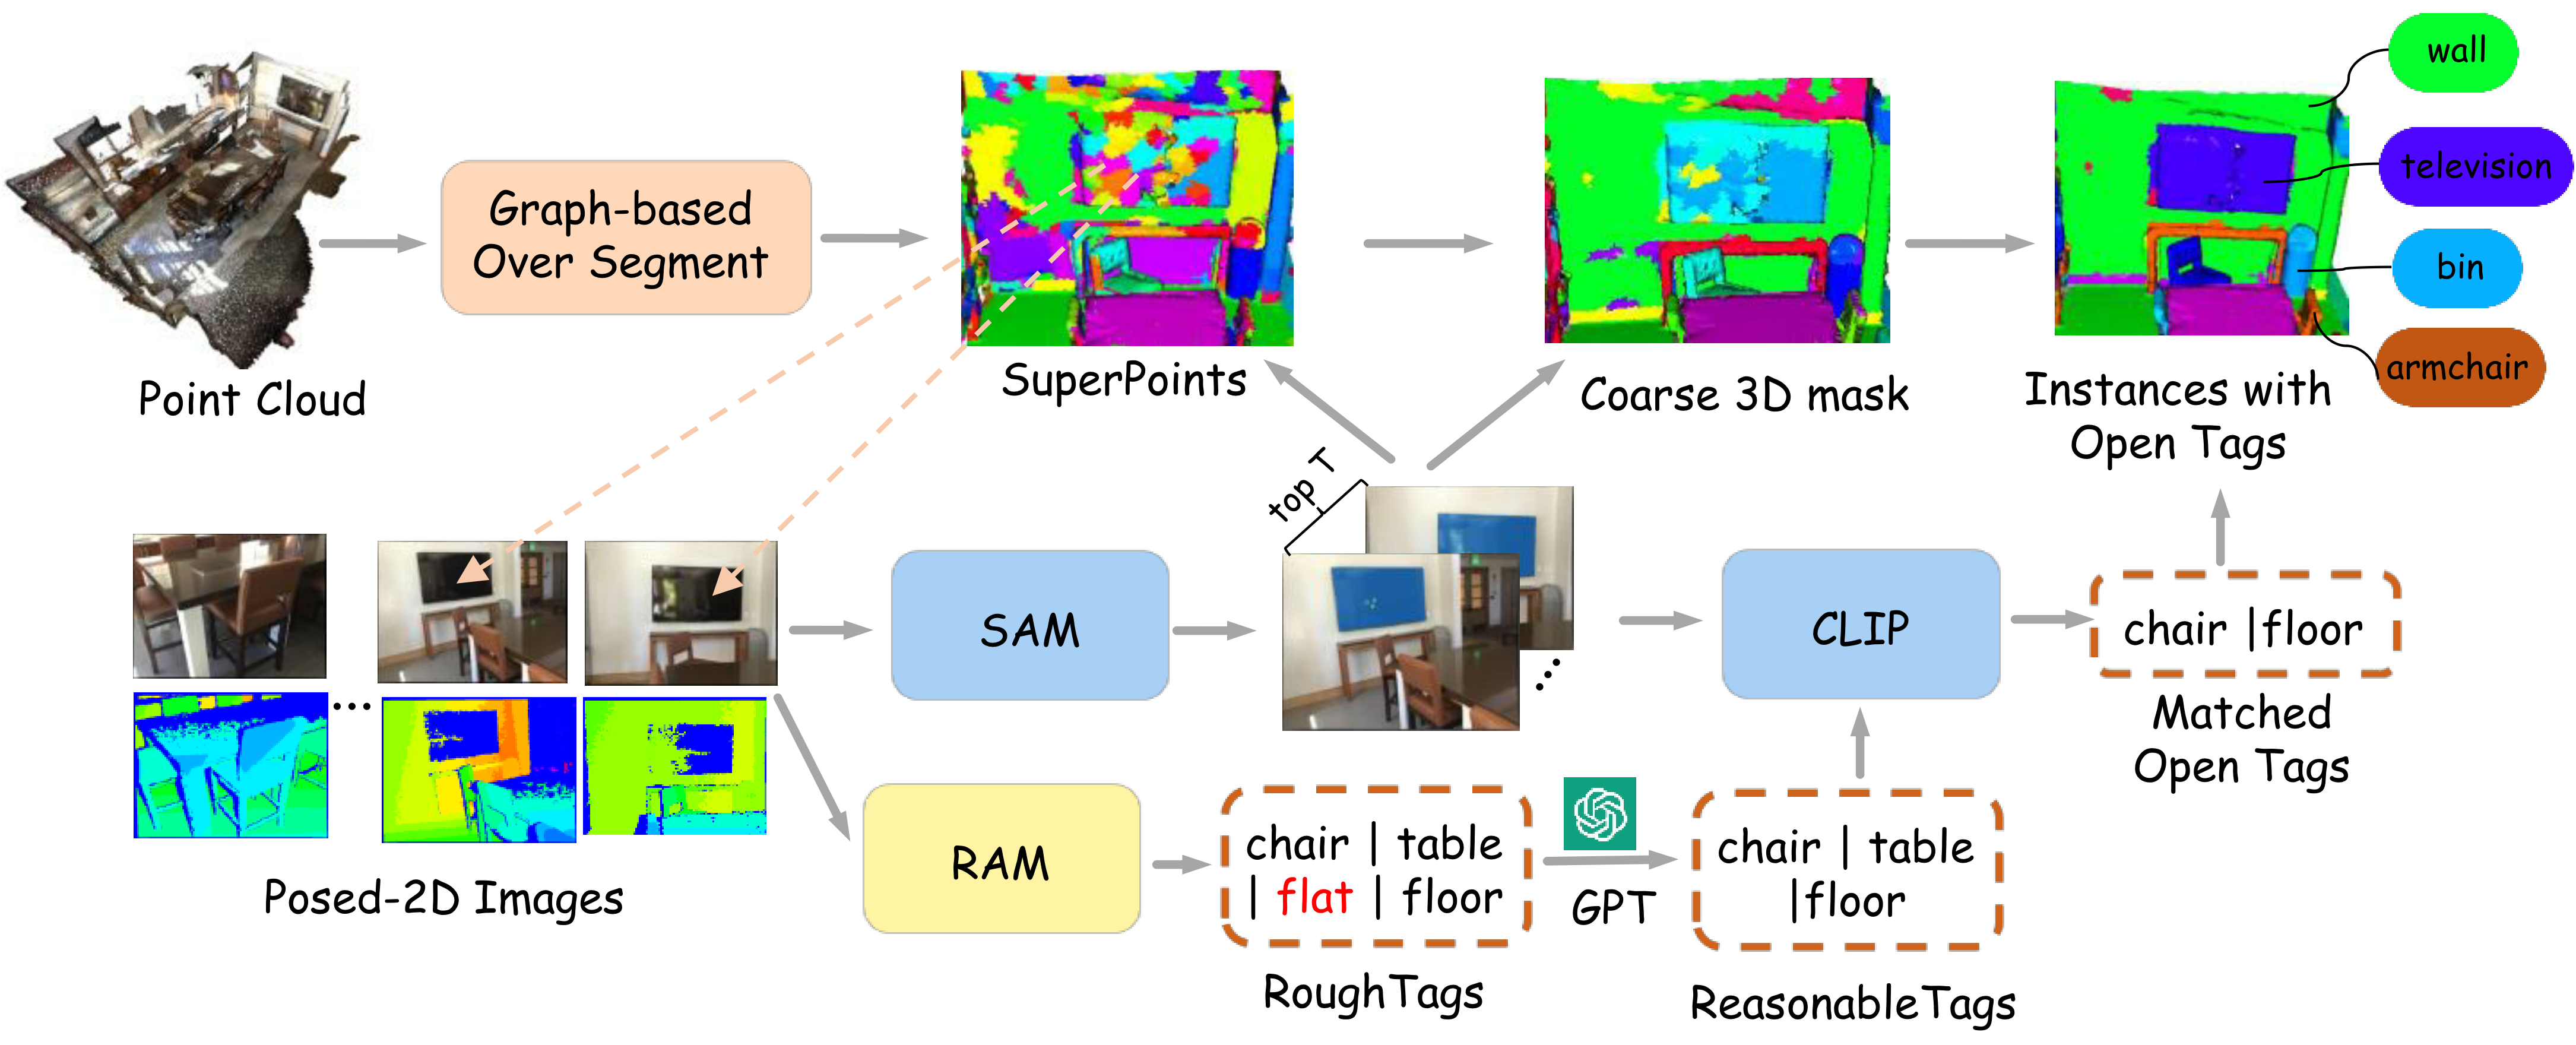 wall
television
bin
armchair
Graph-based
Over Segment
Point Cloud
SuperPoints
Coarse 3D mask
Instances with
Open Tags
top T
SAM
CLIP
chair |floor
Matched
Open Tags
Posed-2D Images
RAM
chair | table
| flat | floor
RoughTags
GPT
chair | table
|floor
ReasonableTags